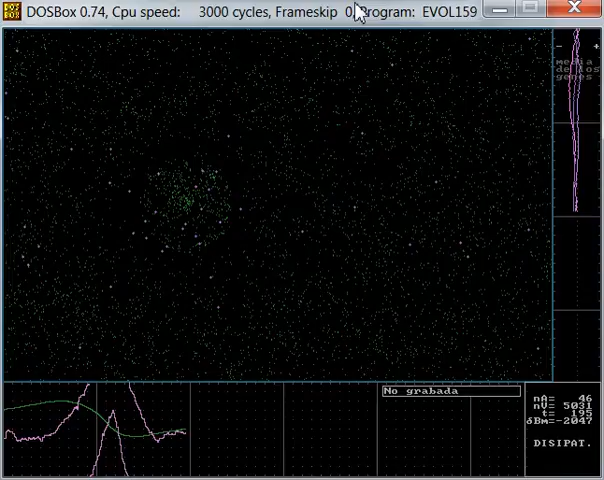 DOSBox 0.74, Cpu speed: 3000 cycles, Frameskip 0, Program: EVOL159
- +
media
de los
genes
No grabada
nA= 46
nU= 5031
t= 195
∂Bm=-2047
DISIPAT.